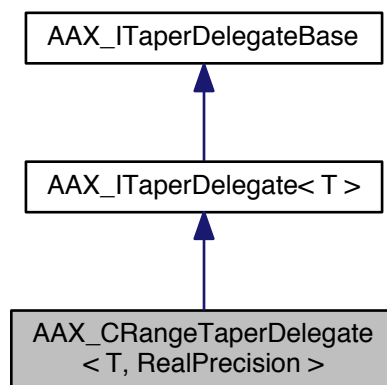 AAX_ITaperDelegateBase
AAX_ITaperDelegate< T >
AAX_CRangeTaperDelegate
< T, RealPrecision >